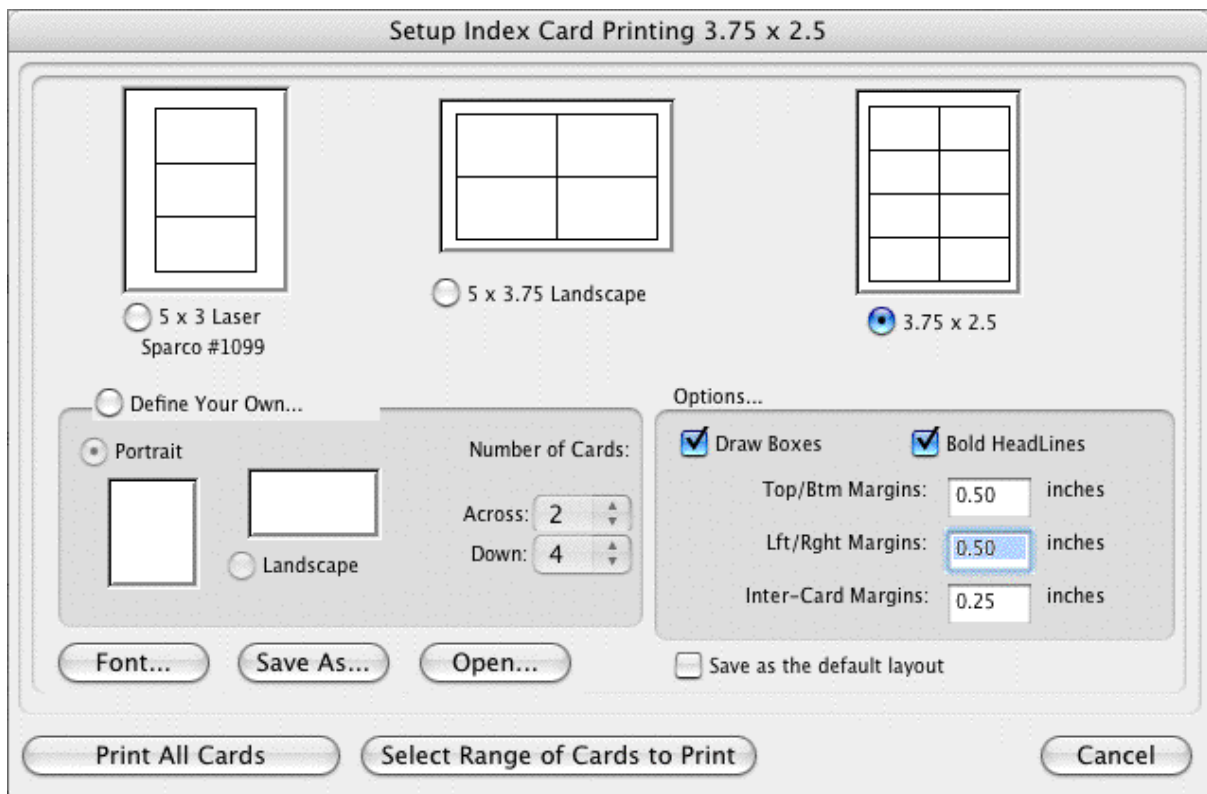 Setup Index Card Printing 3.75 x 2.5
5 x 3 Laser
Sparco #1099
5 x 3.75 Landscape
3.75 x 2.5
Define Your Own...
Portrait
Landscape
Number of Cards:
Across: 2
Down: 4
Options...
Draw Boxes
Bold HeadLines
Top/Btm Margins: 0.50 inches
Lft/Rght Margins: 0.50 inches
Inter-Card Margins: 0.25 inches
Font...
Save As...
Open...
Save as the default layout
Print All Cards
Select Range of Cards to Print
Cancel